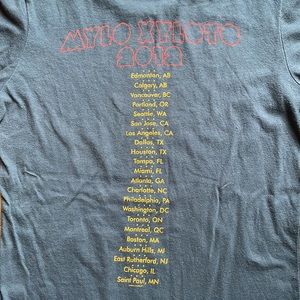 MYLO XYLOTO
2012
Edmonton, AB
Calgary, AB
Vancouver, BC
Portland, OR
Seattle, WA
San Jose, CA
Los Angeles, CA
Dallas, TX
Houston, TX
Tampa, FL
Miami, FL
Atlanta, GA
Charlotte, NC
Philadelphia, PA
Washington, DC
Toronto, ON
Montreal, QC
Boston, MA
Auburn Hills, MI
East Rutherford, NJ
Chicago, IL
Saint Paul, MN